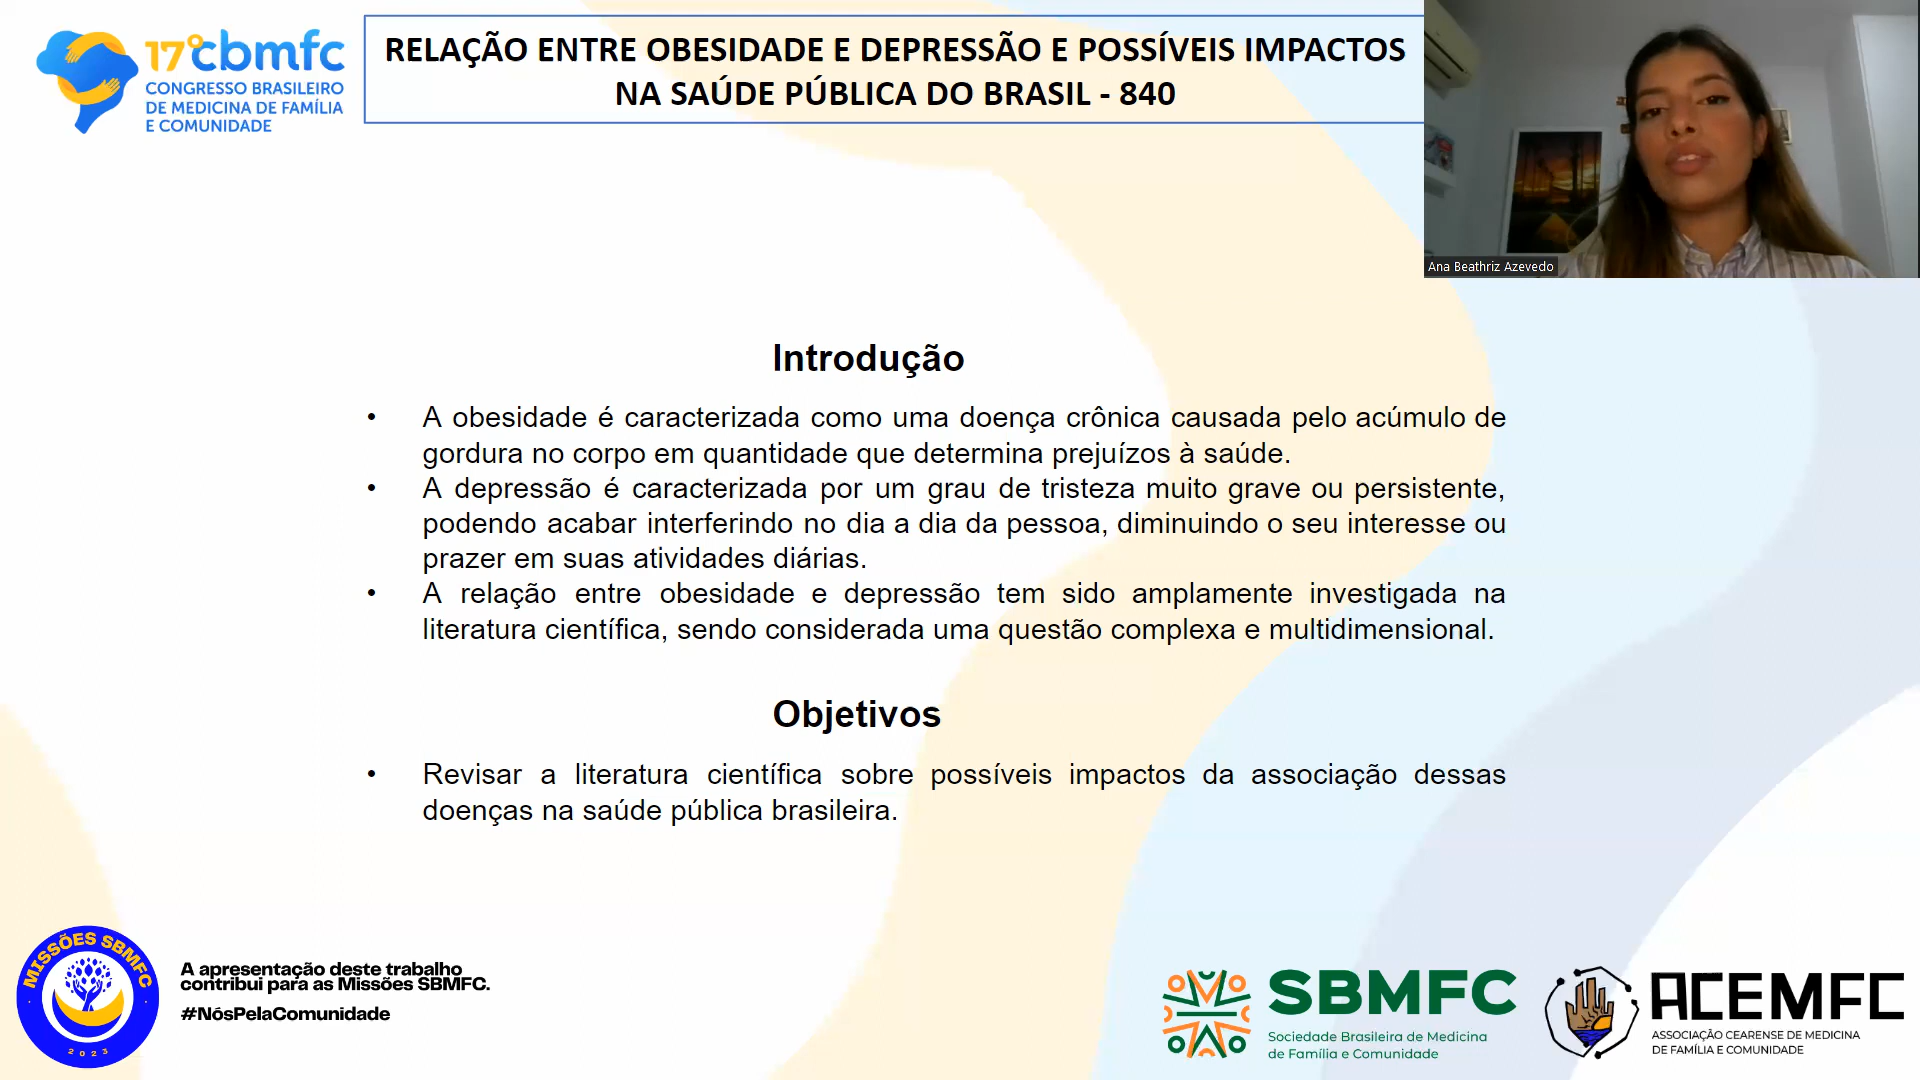 17º cbmfc
CONGRESSO BRASILEIRO
DE MEDICINA DE FAMÍLIA
E COMUNIDADE
RELAÇÃO ENTRE OBESIDADE E DEPRESSÃO E POSSÍVEIS IMPACTOS
NA SAÚDE PÚBLICA DO BRASIL - 840
Ana Beathriz Azevedo
Introdução
• A obesidade é caracterizada como uma doença crônica causada pelo acúmulo de
gordura no corpo em quantidade que determina prejuízos à saúde.
• A depressão é caracterizada por um grau de tristeza muito grave ou persistente,
podendo acabar interferindo no dia a dia da pessoa, diminuindo o seu interesse ou
prazer em suas atividades diárias.
• A relação entre obesidade e depressão tem sido amplamente investigada na
literatura científica, sendo considerada uma questão complexa e multidimensional.
Objetivos
• Revisar a literatura científica sobre possíveis impactos da associação dessas
doenças na saúde pública brasileira.
MISSÕES SBMFC
2023
A apresentação deste trabalho
contribui para as Missões SBMFC.
#NósPelaComunidade
SBMFC
Sociedade Brasileira de Medicina
de Família e Comunidade
ACEMFC
ASSOCIAÇÃO CEARENSE DE MEDICINA
DE FAMÍLIA E COMUNIDADE